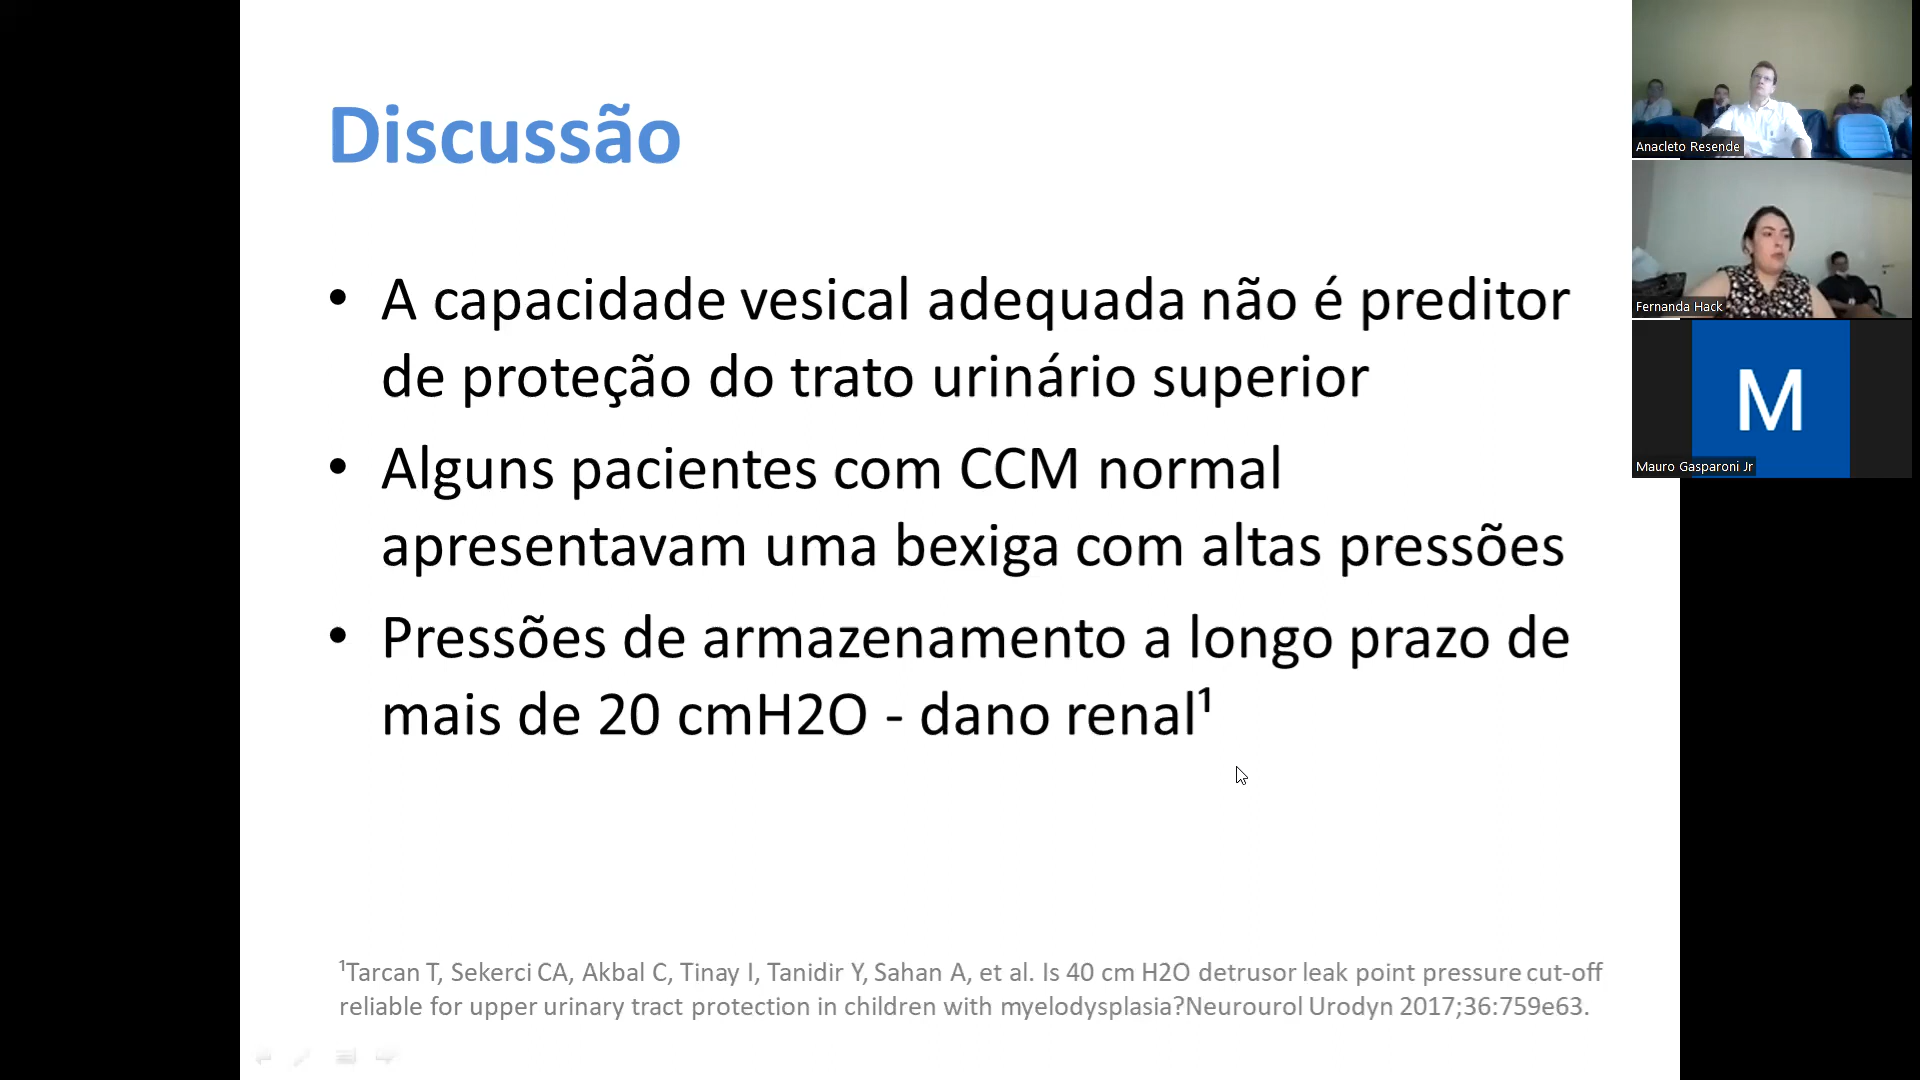 Discussão
• A capacidade vesical adequada não é preditor
de proteção do trato urinário superior
• Alguns pacientes com CCM normal
apresentavam uma bexiga com altas pressões
• Pressões de armazenamento a longo prazo de
mais de 20 cmH2O - dano renal¹
¹Tarcan T, Sekerci CA, Akbal C, Tinay I, Tanidir Y, Sahan A, et al. Is 40 cm H2O detrusor leak point pressure cut-off
reliable for upper urinary tract protection in children with myelodysplasia?Neurourol Urodyn 2017;36:759e63.
Anacleto Resende
Fernanda Hack
M
Mauro Gasparoni Jr